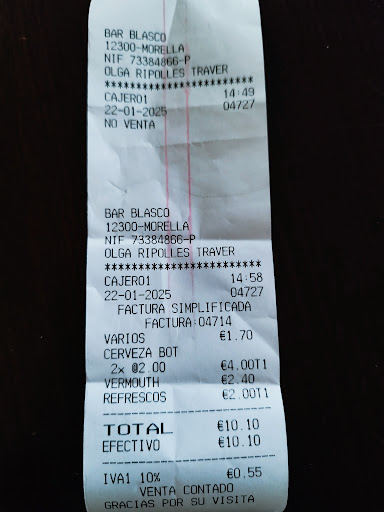 BAR BLASCO
12300-MORELLA
NIF 73384866-P
OLGA RIPOLLES TRAVER
**************************
CAJERO1 14:49
22-01-2025 04727
NO VENTA
BAR BLASCO
12300-MORELLA
NIF 73384866-P
OLGA RIPOLLES TRAVER
**************************
CAJERO1 14:58
22-01-2025 04727
FACTURA SIMPLIFICADA
FACTURA:04714
VARIOS €1.70
CERVEZA BOT
2x @2.00 €4.00T1
VERMOUTH €2.40
REFRESCOS €2.00T1
TOTAL €10.10
EFECTIVO €10.10
IVA1 10% €0.55
VENTA CONTADO
GRACIAS POR SU VISITA